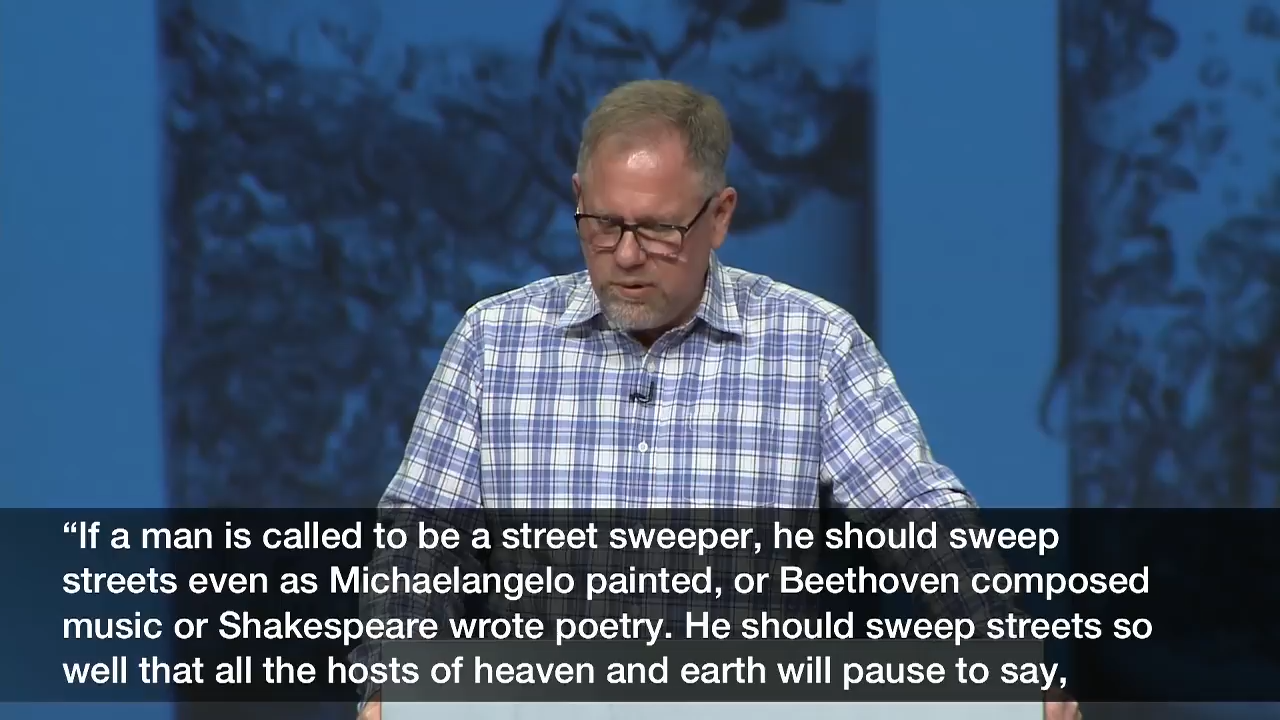 “If a man is called to be a street sweeper, he should sweep
streets even as Michaelangelo painted, or Beethoven composed
music or Shakespeare wrote poetry. He should sweep streets so
well that all the hosts of heaven and earth will pause to say,